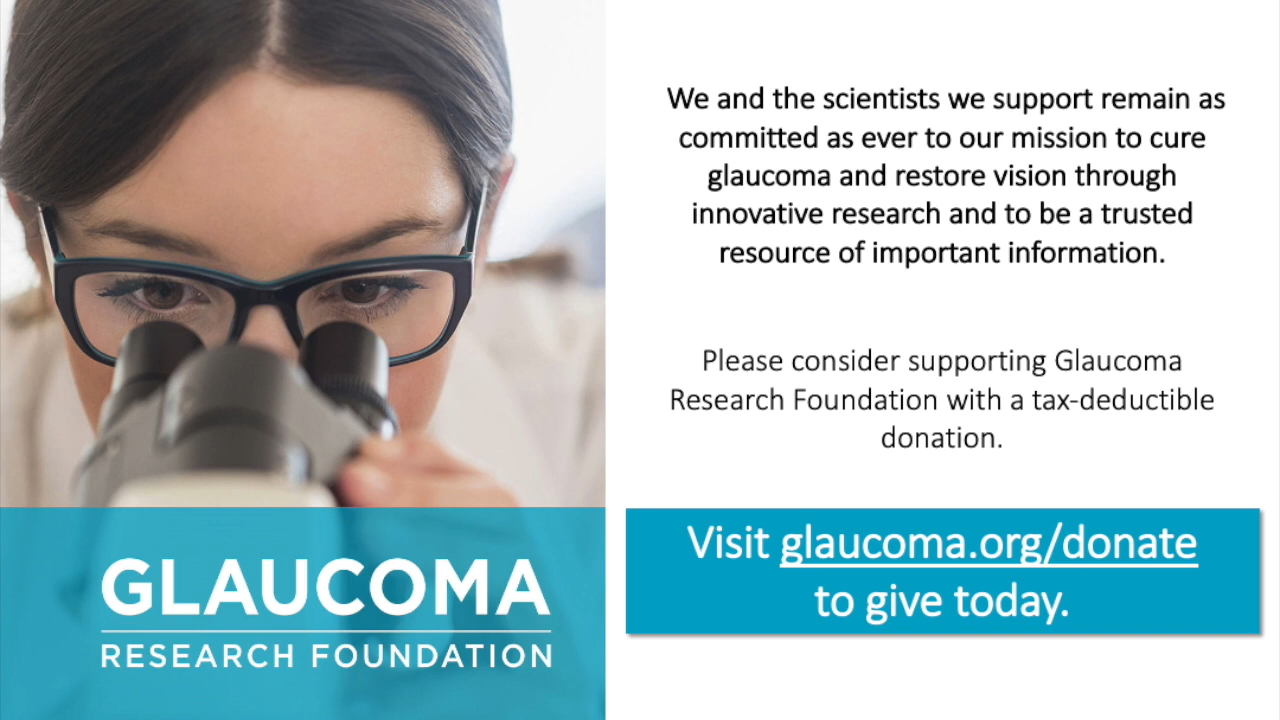 GLAUCOMA
RESEARCH FOUNDATION
We and the scientists we support remain as
committed as ever to our mission to cure
glaucoma and restore vision through
innovative research and to be a trusted
resource of important information.
Please consider supporting Glaucoma
Research Foundation with a tax-deductible
donation.
Visit glaucoma.org/donate
to give today.